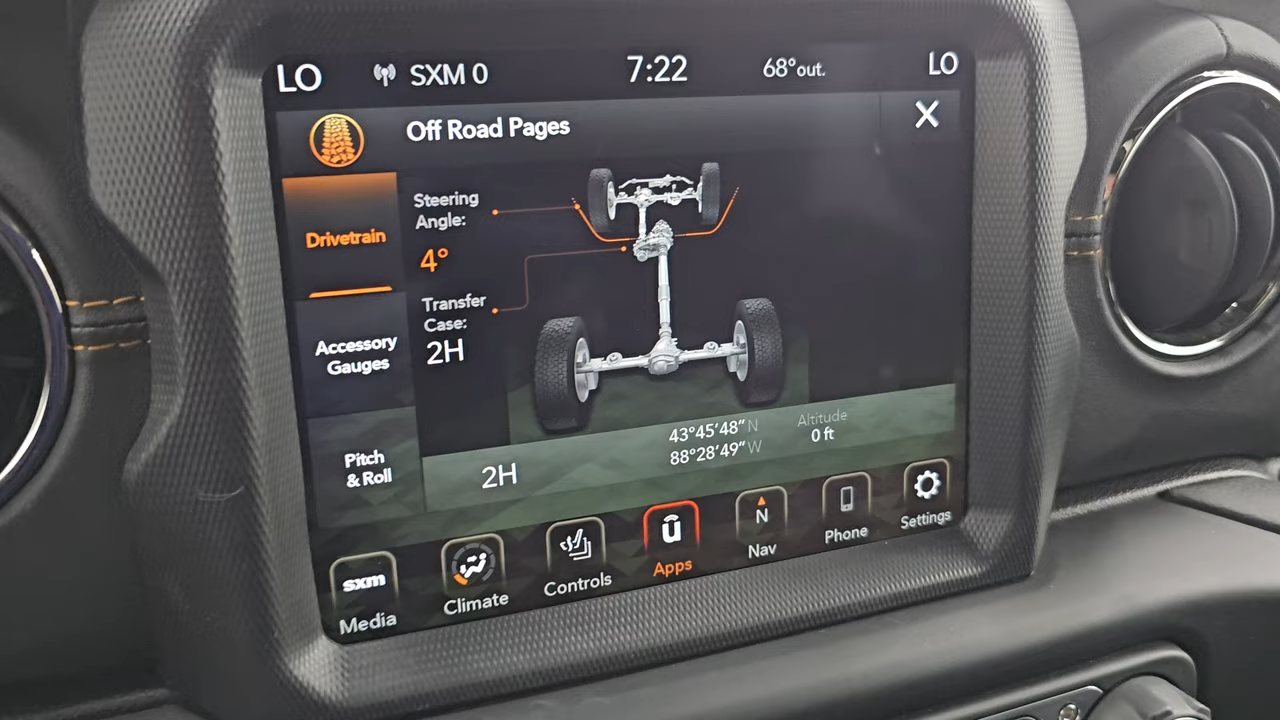 LO SXM 0 7:22 68°out. LO
Off Road Pages X
Drivetrain
Steering
Angle:
4°
Transfer
Case:
2H
Accessory
Gauges
Pitch
& Roll
2H
43°45'48"N
88°28'49"W
Altitude
0 ft
sxm
Media
Climate
Controls
ū
Apps
N
Nav
Phone
Settings